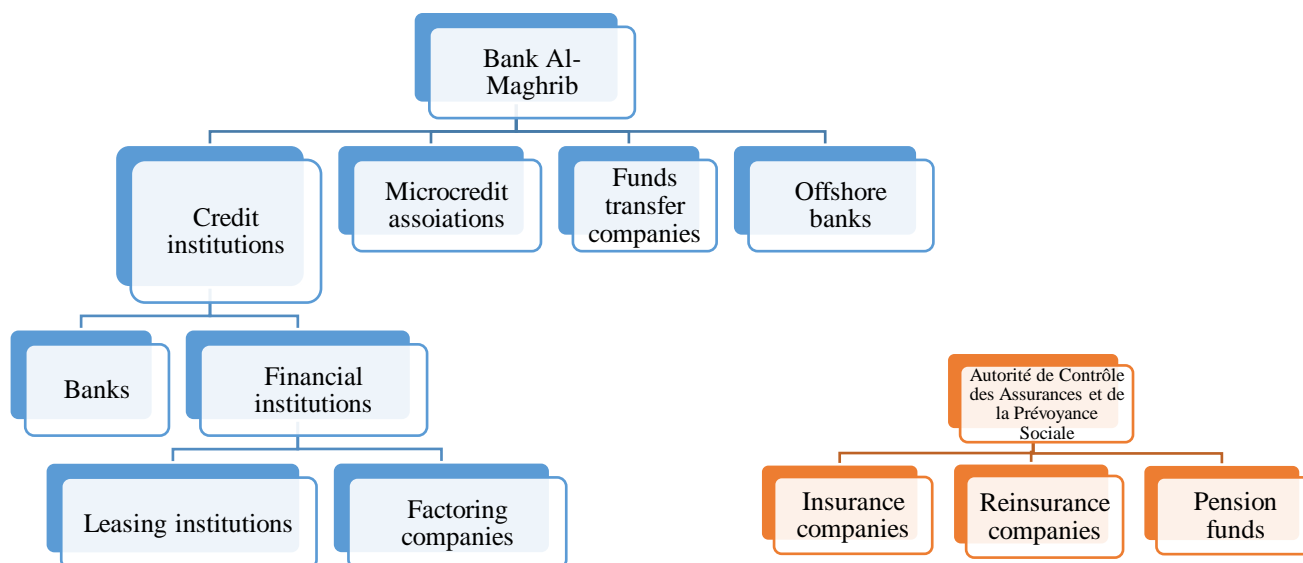 Bank Al-
Maghrib
Credit
institutions
Microcredit
assoiations
Funds
transfer
companies
Offshore
banks
Banks
Financial
institutions
Leasing institutions
Factoring
companies
Autorité de Contrôle
des Assurances et de
la Prévoyance
Sociale
Insurance
companies
Reinsurance
companies
Pension
funds